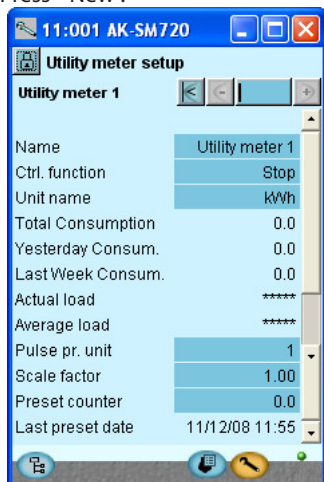 Press "New".
11:001 AK-SM720
Utility meter setup
Utility meter 1
Name Utility meter 1
Ctrl. function Stop
Unit name kWh
Total Consumption 0.0
Yesterday Consum. 0.0
Last Week Consum. 0.0
Actual load *****
Average load *****
Pulse pr. unit 1
Scale factor 1.00
Preset counter 0.0
Last preset date 11/12/08 11:55